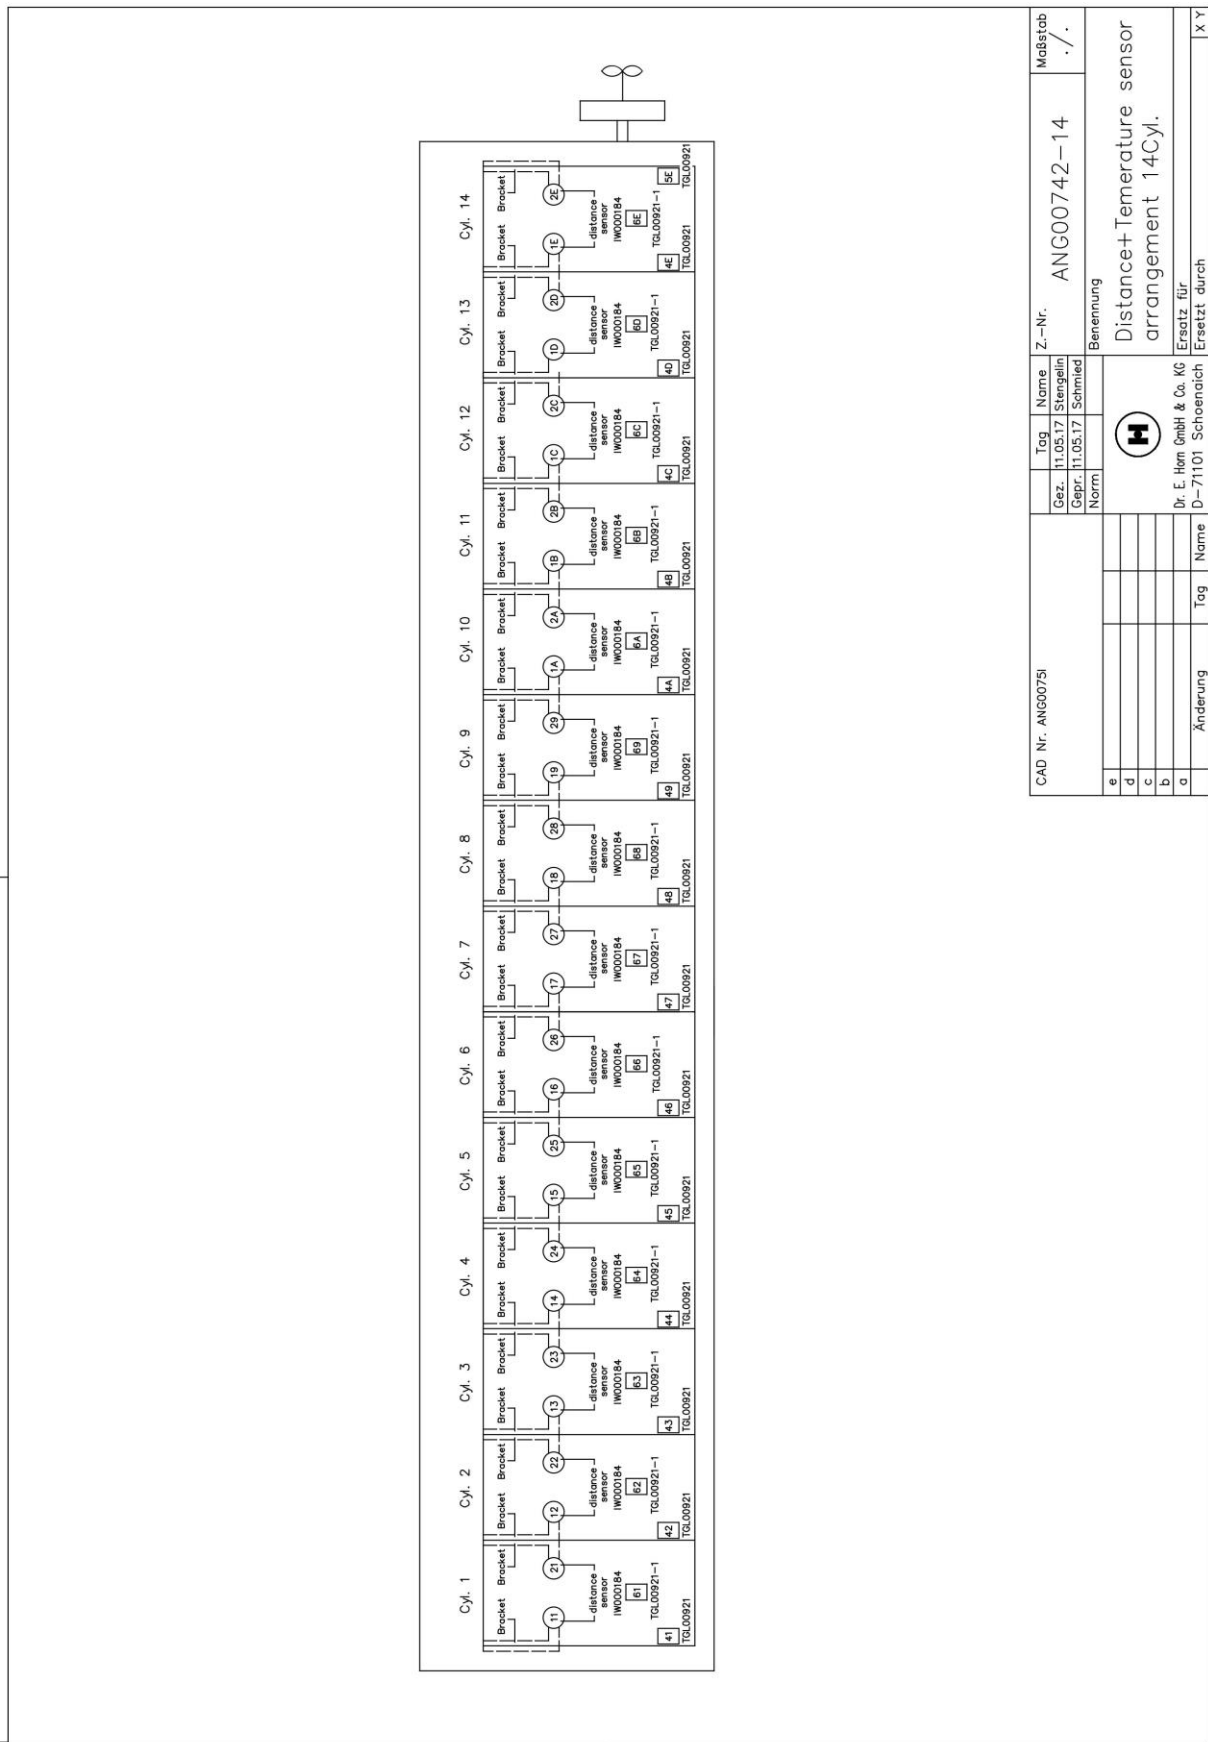 Cyl. 1
Bracket Bracket
11 21
distance
sensor
IW000184
61
TGL00921-1
41
TGL00921
Cyl. 2
Bracket Bracket
12 22
distance
sensor
IW000184
62
TGL00921-1
42
TGL00921
Cyl. 3
Bracket Bracket
13 23
distance
sensor
IW000184
63
TGL00921-1
43
TGL00921
Cyl. 4
Bracket Bracket
14 24
distance
sensor
IW000184
64
TGL00921-1
44
TGL00921
Cyl. 5
Bracket Bracket
15 25
distance
sensor
IW000184
65
TGL00921-1
45
TGL00921
Cyl. 6
Bracket Bracket
16 26
distance
sensor
IW000184
66
TGL00921-1
46
TGL00921
Cyl. 7
Bracket Bracket
17 27
distance
sensor
IW000184
67
TGL00921-1
47
TGL00921
Cyl. 8
Bracket Bracket
18 28
distance
sensor
IW000184
68
TGL00921-1
48
TGL00921
Cyl. 9
Bracket Bracket
19 29
distance
sensor
IW000184
69
TGL00921-1
49
TGL00921
Cyl. 10
Bracket Bracket
1A 2A
distance
sensor
IW000184
6A
TGL00921-1
4A
TGL00921
Cyl. 11
Bracket Bracket
1B 2B
distance
sensor
IW000184
6B
TGL00921-1
4B
TGL00921
Cyl. 12
Bracket Bracket
1C 2C
distance
sensor
IW000184
6C
TGL00921-1
4C
TGL00921
Cyl. 13
Bracket Bracket
1D 2D
distance
sensor
IW000184
6D
TGL00921-1
4D
TGL00921
Cyl. 14
Bracket Bracket
1E 2E
distance
sensor
IW000184
6E
TGL00921-1
4E 5E
TGL00921 TGL00921
CAD Nr. ANG0075I
Tag Name
Gez. 11.05.17 Stengelin
Gepr. 11.05.17 Schmied
Norm
Z.-Nr.
ANG00742-14
Maßstab
./.
Benennung
Distance+Temerature sensor
arrangement 14Cyl.
H
Dr. E. Horn GmbH & Co. KG
D-71101 Schoenaich
Ersatz für
Ersetzt durch
X Y
e
d
c
b
a
Änderung Tag Name